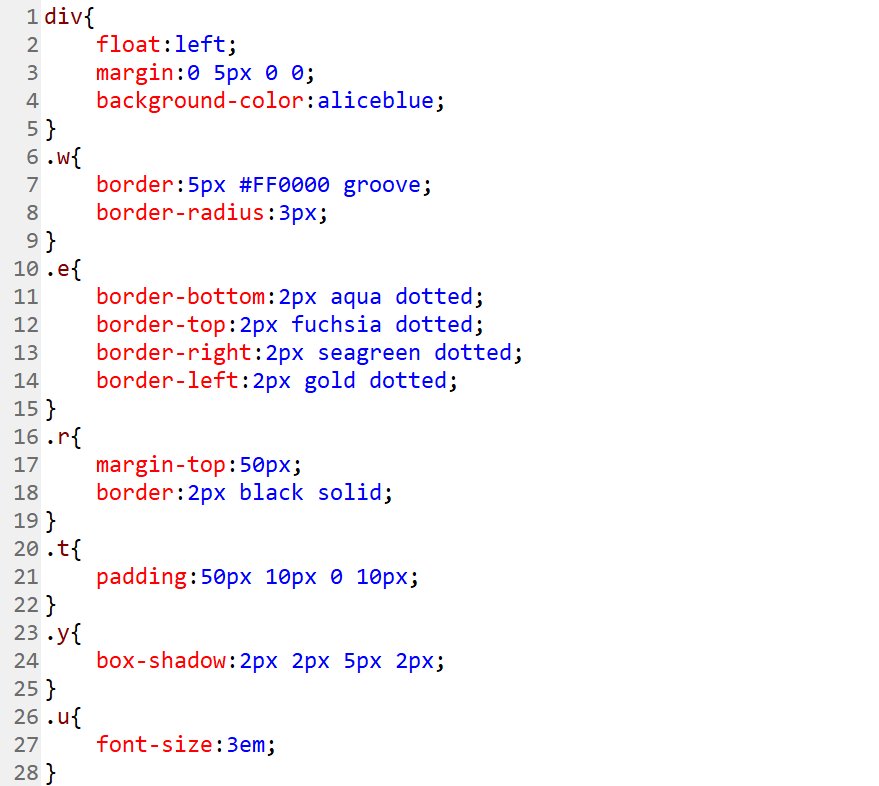 1 div{
2     float:left;
3     margin:0 5px 0 0;
4     background-color:aliceblue;
5 }
6 .w{
7     border:5px #FF0000 groove;
8     border-radius:3px;
9 }
10 .e{
11     border-bottom:2px aqua dotted;
12     border-top:2px fuchsia dotted;
13     border-right:2px seagreen dotted;
14     border-left:2px gold dotted;
15 }
16 .r{
17     margin-top:50px;
18     border:2px black solid;
19 }
20 .t{
21     padding:50px 10px 0 10px;
22 }
23 .y{
24     box-shadow:2px 2px 5px 2px;
25 }
26 .u{
27     font-size:3em;
28 }